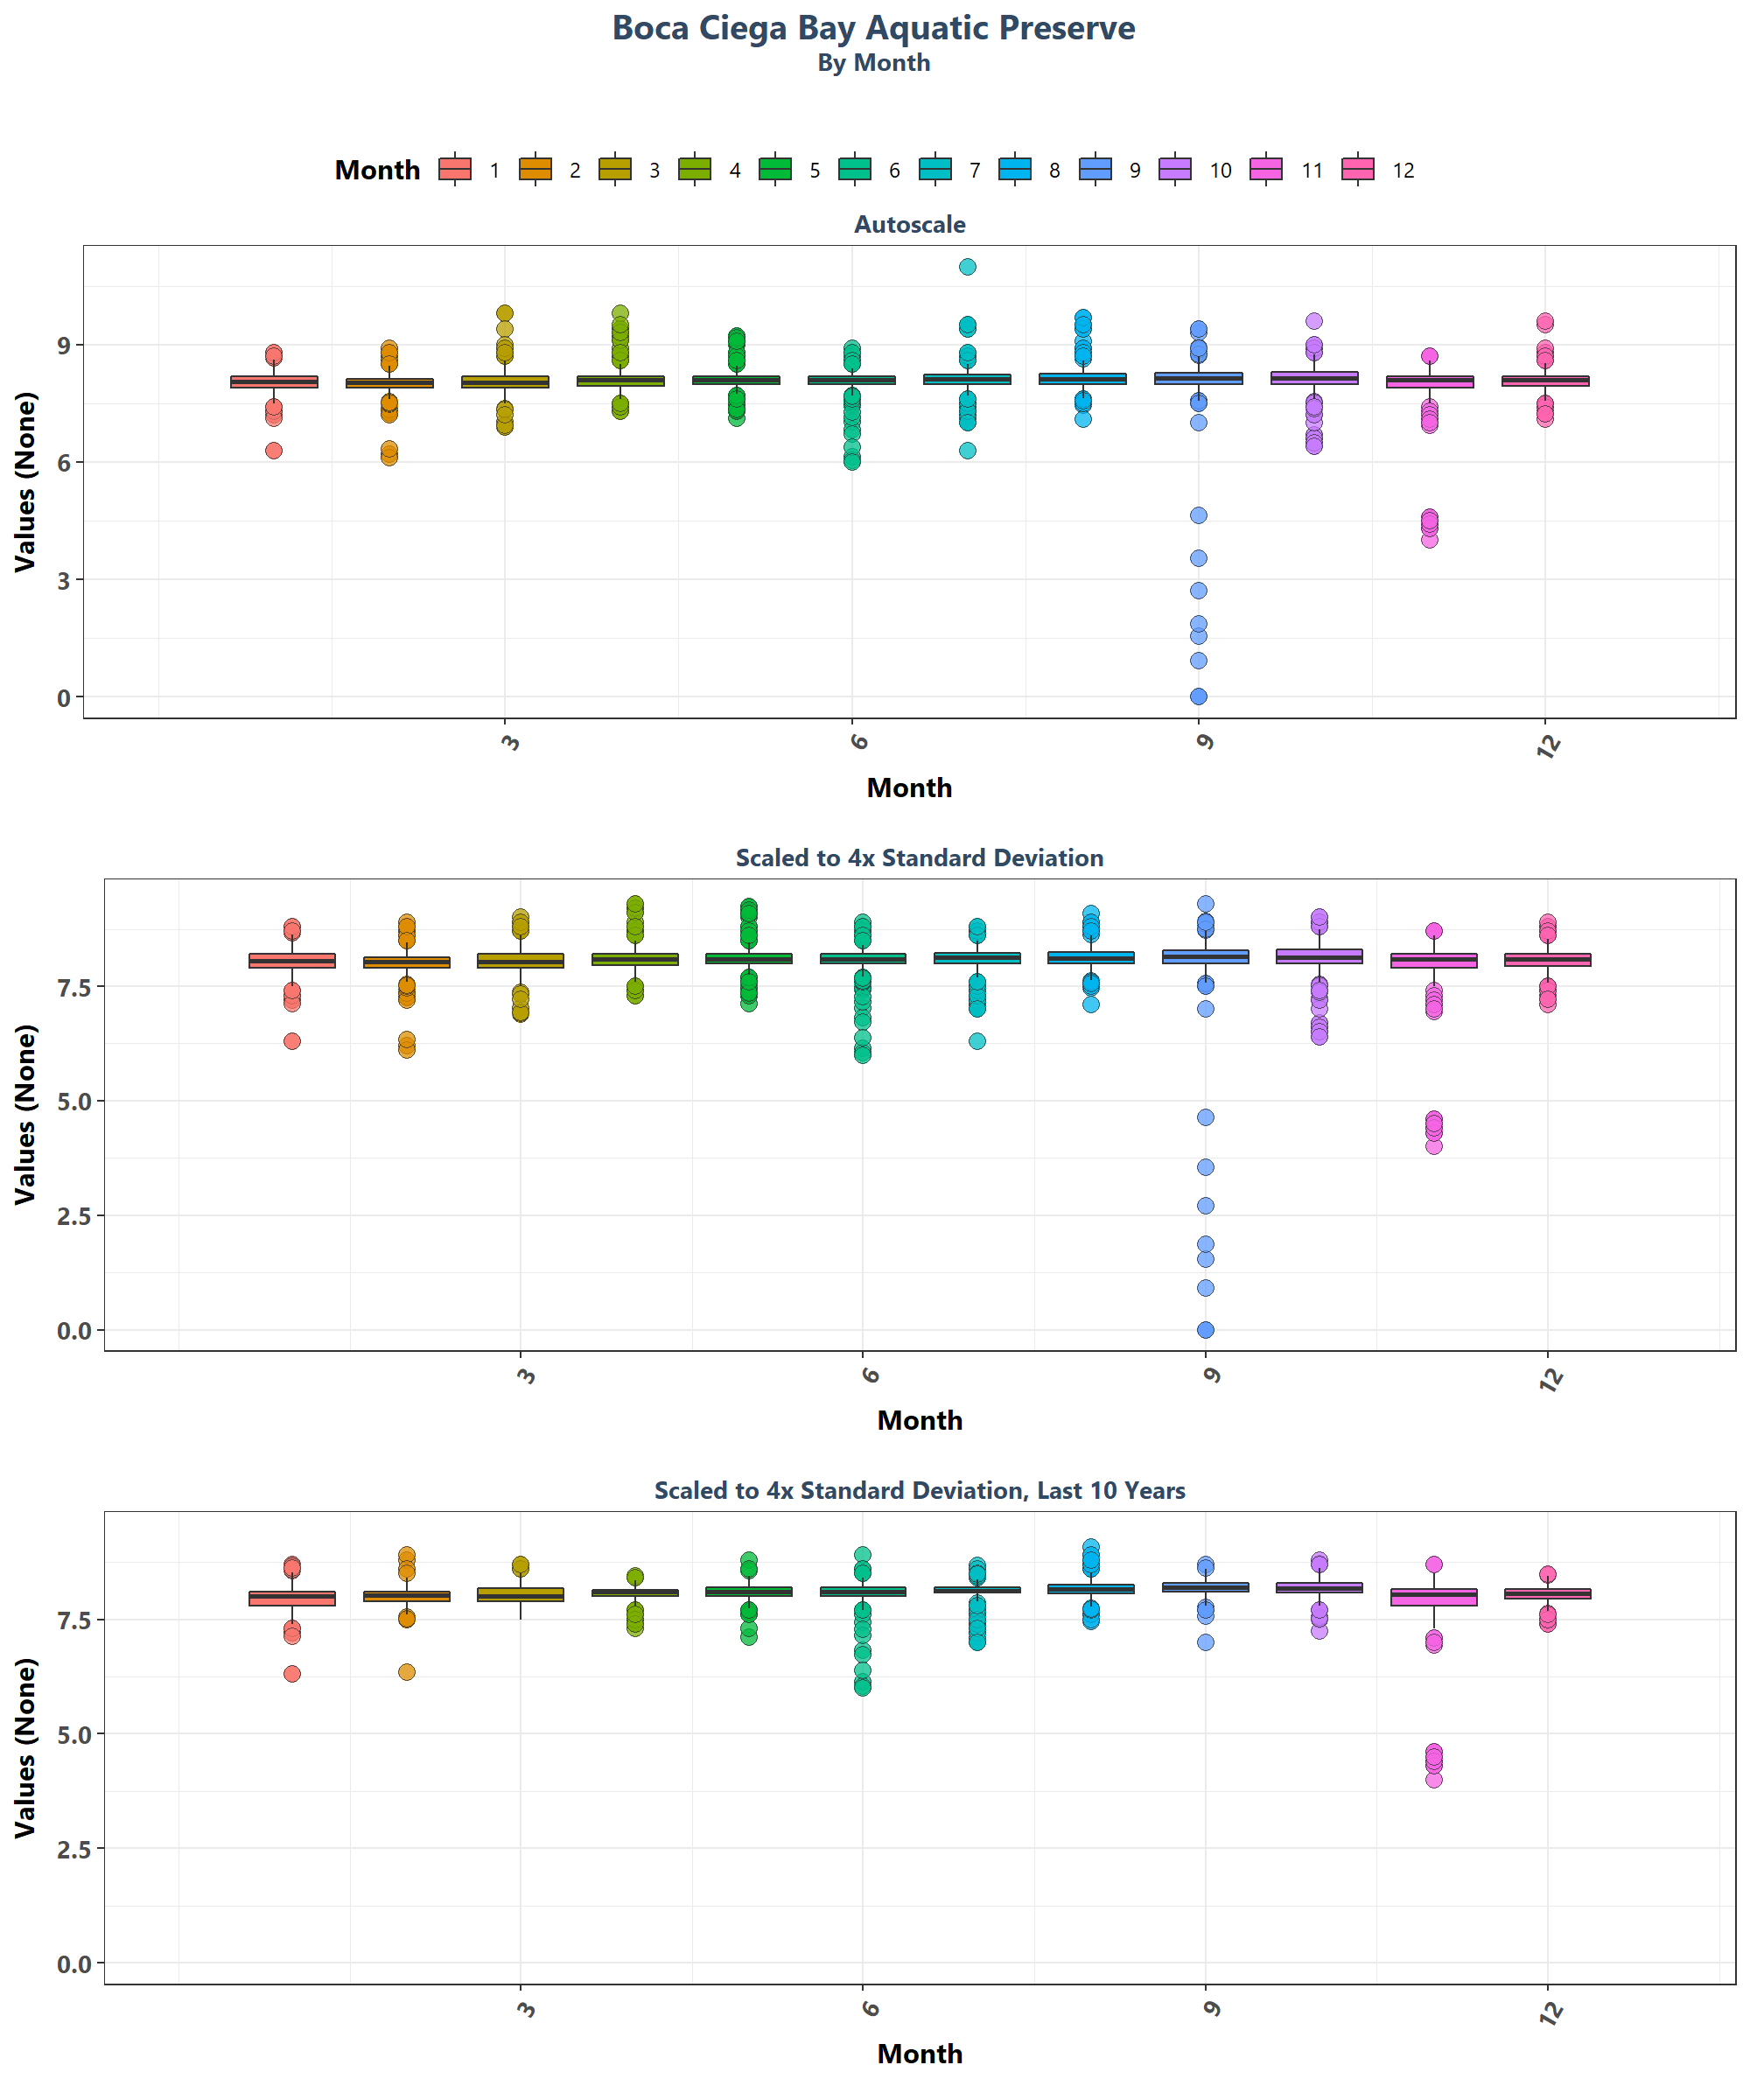 Boca Ciega Bay Aquatic Preserve
By Month
Month 1 2 3 4 5 6 7 8 9 10 11 12
Autoscale
Values (None)
9
6
3
0
3 6 9 12
Month
Scaled to 4x Standard Deviation
Values (None)
7.5
5.0
2.5
0.0
3 6 9 12
Month
Scaled to 4x Standard Deviation, Last 10 Years
Values (None)
7.5
5.0
2.5
0.0
3 6 9 12
Month